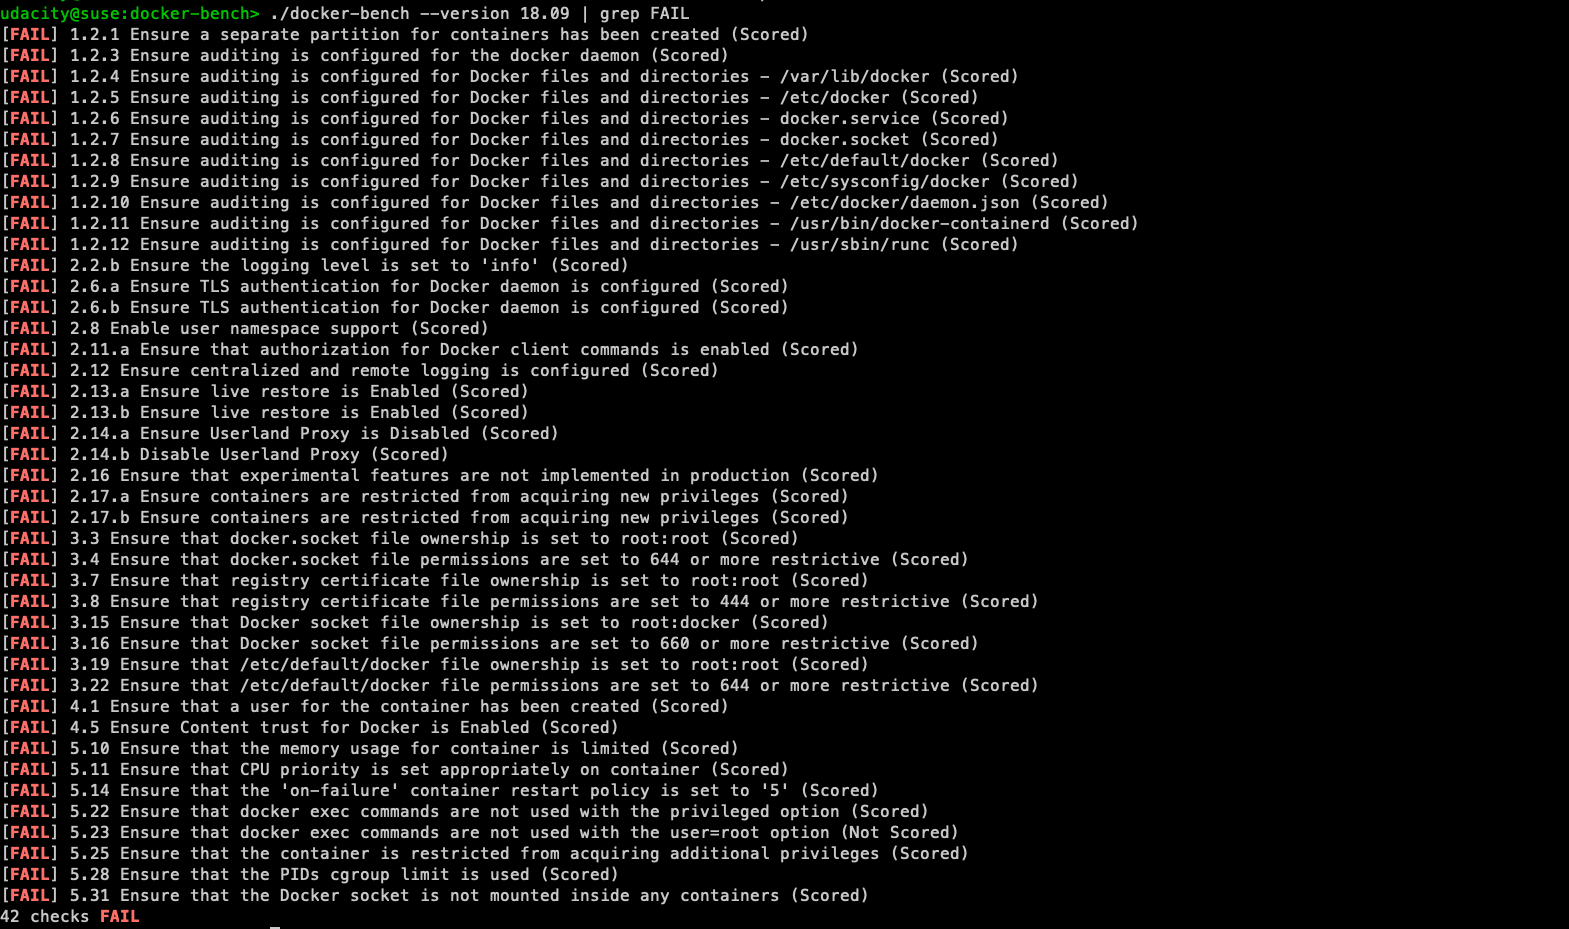 udacity@suse:docker-bench> ./docker-bench --version 18.09 | grep FAIL
[FAIL] 1.2.1 Ensure a separate partition for containers has been created (Scored)
[FAIL] 1.2.3 Ensure auditing is configured for the docker daemon (Scored)
[FAIL] 1.2.4 Ensure auditing is configured for Docker files and directories - /var/lib/docker (Scored)
[FAIL] 1.2.5 Ensure auditing is configured for Docker files and directories - /etc/docker (Scored)
[FAIL] 1.2.6 Ensure auditing is configured for Docker files and directories - docker.service (Scored)
[FAIL] 1.2.7 Ensure auditing is configured for Docker files and directories - docker.socket (Scored)
[FAIL] 1.2.8 Ensure auditing is configured for Docker files and directories - /etc/default/docker (Scored)
[FAIL] 1.2.9 Ensure auditing is configured for Docker files and directories - /etc/sysconfig/docker (Scored)
[FAIL] 1.2.10 Ensure auditing is configured for Docker files and directories - /etc/docker/daemon.json (Scored)
[FAIL] 1.2.11 Ensure auditing is configured for Docker files and directories - /usr/bin/docker-containerd (Scored)
[FAIL] 1.2.12 Ensure auditing is configured for Docker files and directories - /usr/sbin/runc (Scored)
[FAIL] 2.2.b Ensure the logging level is set to 'info' (Scored)
[FAIL] 2.6.a Ensure TLS authentication for Docker daemon is configured (Scored)
[FAIL] 2.6.b Ensure TLS authentication for Docker daemon is configured (Scored)
[FAIL] 2.8 Enable user namespace support (Scored)
[FAIL] 2.11.a Ensure that authorization for Docker client commands is enabled (Scored)
[FAIL] 2.12 Ensure centralized and remote logging is configured (Scored)
[FAIL] 2.13.a Ensure live restore is Enabled (Scored)
[FAIL] 2.13.b Ensure live restore is Enabled (Scored)
[FAIL] 2.14.a Ensure Userland Proxy is Disabled (Scored)
[FAIL] 2.14.b Disable Userland Proxy (Scored)
[FAIL] 2.16 Ensure that experimental features are not implemented in production (Scored)
[FAIL] 2.17.a Ensure containers are restricted from acquiring new privileges (Scored)
[FAIL] 2.17.b Ensure containers are restricted from acquiring new privileges (Scored)
[FAIL] 3.3 Ensure that docker.socket file ownership is set to root:root (Scored)
[FAIL] 3.4 Ensure that docker.socket file permissions are set to 644 or more restrictive (Scored)
[FAIL] 3.7 Ensure that registry certificate file ownership is set to root:root (Scored)
[FAIL] 3.8 Ensure that registry certificate file permissions are set to 444 or more restrictive (Scored)
[FAIL] 3.15 Ensure that Docker socket file ownership is set to root:docker (Scored)
[FAIL] 3.16 Ensure that Docker socket file permissions are set to 660 or more restrictive (Scored)
[FAIL] 3.19 Ensure that /etc/default/docker file ownership is set to root:root (Scored)
[FAIL] 3.22 Ensure that /etc/default/docker file permissions are set to 644 or more restrictive (Scored)
[FAIL] 4.1 Ensure that a user for the container has been created (Scored)
[FAIL] 4.5 Ensure Content trust for Docker is Enabled (Scored)
[FAIL] 5.10 Ensure that the memory usage for container is limited (Scored)
[FAIL] 5.11 Ensure that CPU priority is set appropriately on container (Scored)
[FAIL] 5.14 Ensure that the 'on-failure' container restart policy is set to '5' (Scored)
[FAIL] 5.22 Ensure that docker exec commands are not used with the privileged option (Scored)
[FAIL] 5.23 Ensure that docker exec commands are not used with the user=root option (Not Scored)
[FAIL] 5.25 Ensure that the container is restricted from acquiring additional privileges (Scored)
[FAIL] 5.28 Ensure that the PIDs cgroup limit is used (Scored)
[FAIL] 5.31 Ensure that the Docker socket is not mounted inside any containers (Scored)
42 checks FAIL